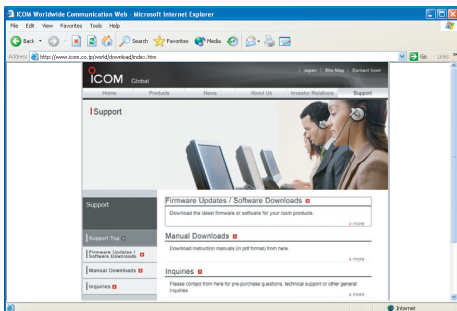 ICOM Worldwide Communication Web - Microsoft Internet Explorer
File Edit View Favorites Tools Help
Back Search Favorites Media
Address http://www.icom.co.jp/world/download/index.htm Go Links »
ICOM Global
Japan | Site Map | Contact Icom
Home Products News About Us Investor Relations Support
Support
Support
Support Top
Firmware Updates /
Software Downloads
Manual Downloads
Inquiries
Firmware Updates / Software Downloads
Download the latest firmware or software for your Icom products.
more
Manual Downloads
Download instruction manuals (in pdf format) from here.
more
Inquiries
Please contact from here for pre-purchase questions, technical support or other general
inquiries.
more
Internet